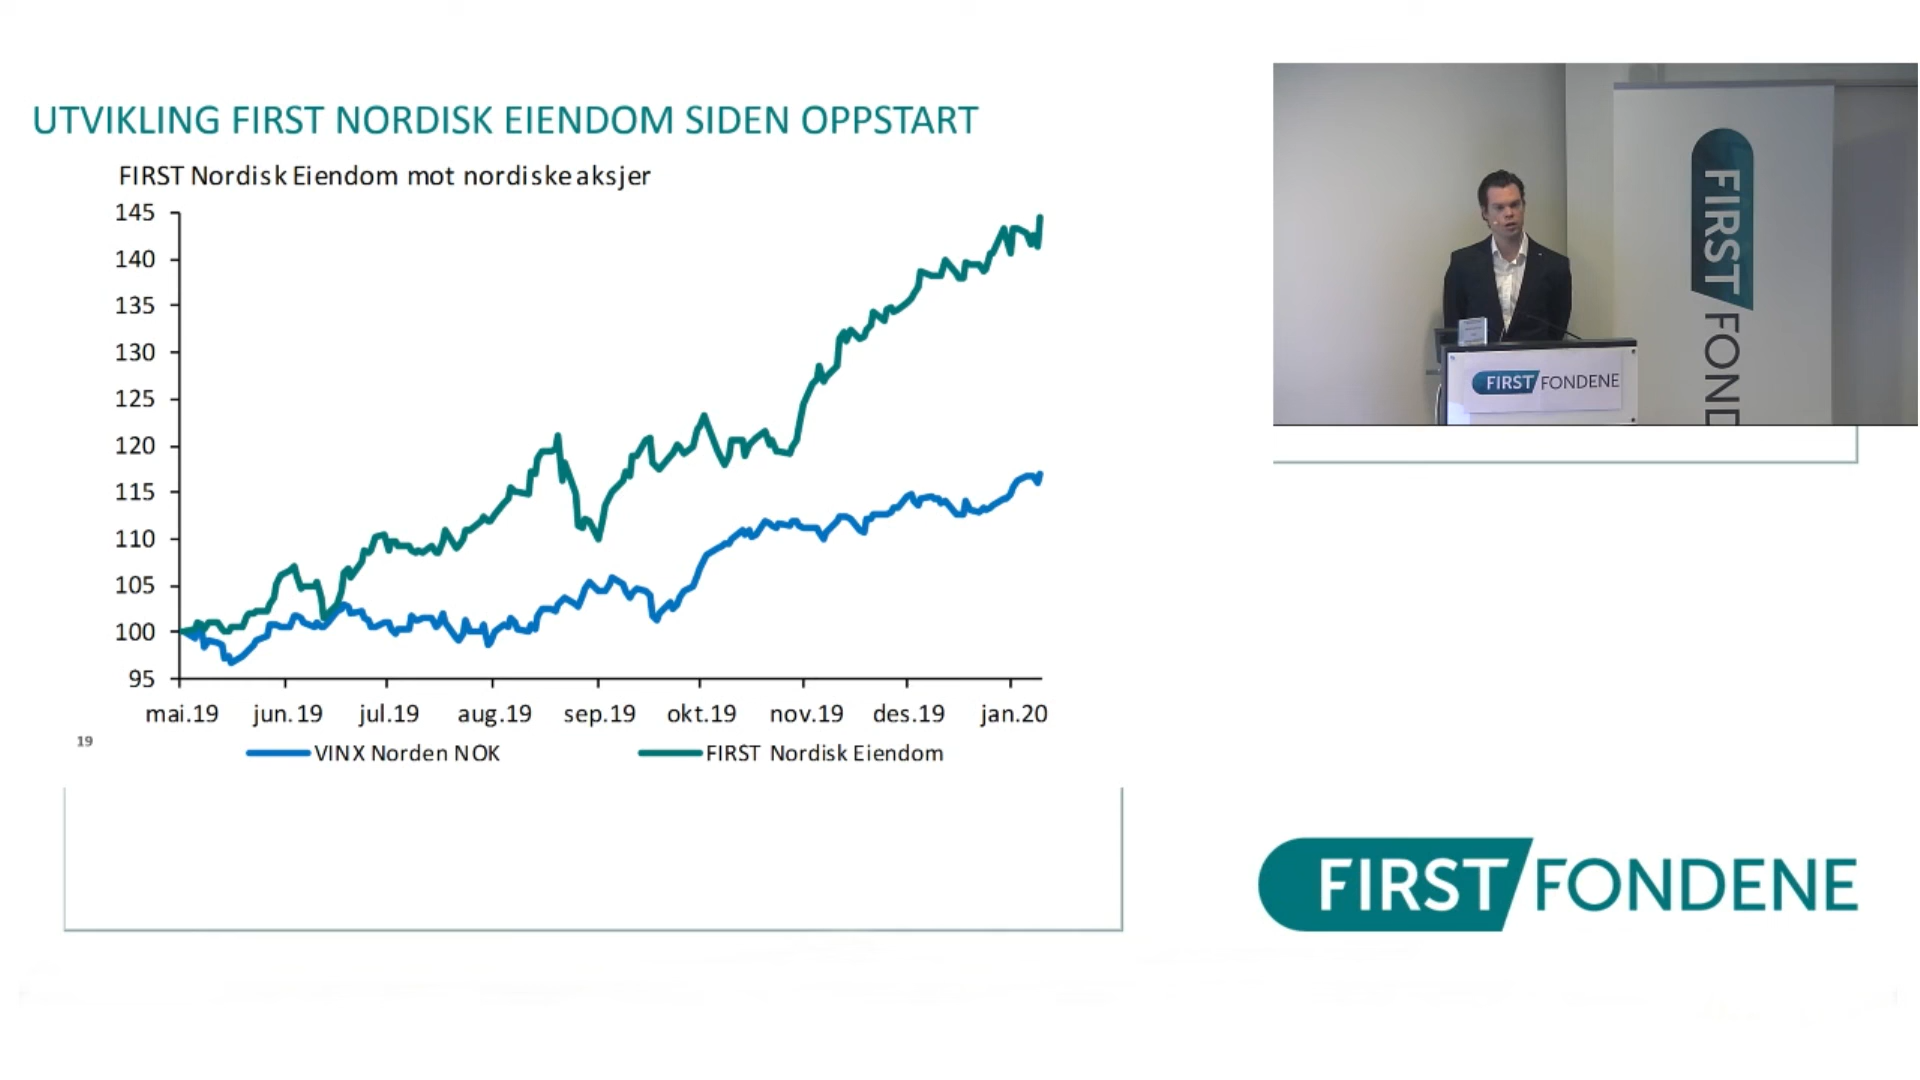 UTVIKLING FIRST NORDISK EIENDOM SIDEN OPPSTART
FIRST Nordisk Eiendom mot nordiske aksjer
145
140
135
130
125
120
115
110
105
100
95
mai.19 jun.19 jul.19 aug.19 sep.19 okt.19 nov.19 des.19 jan.20
19
VINX Norden NOK FIRST Nordisk Eiendom
FIRST FOND
FIRST FONDENE
FIRST FONDENE